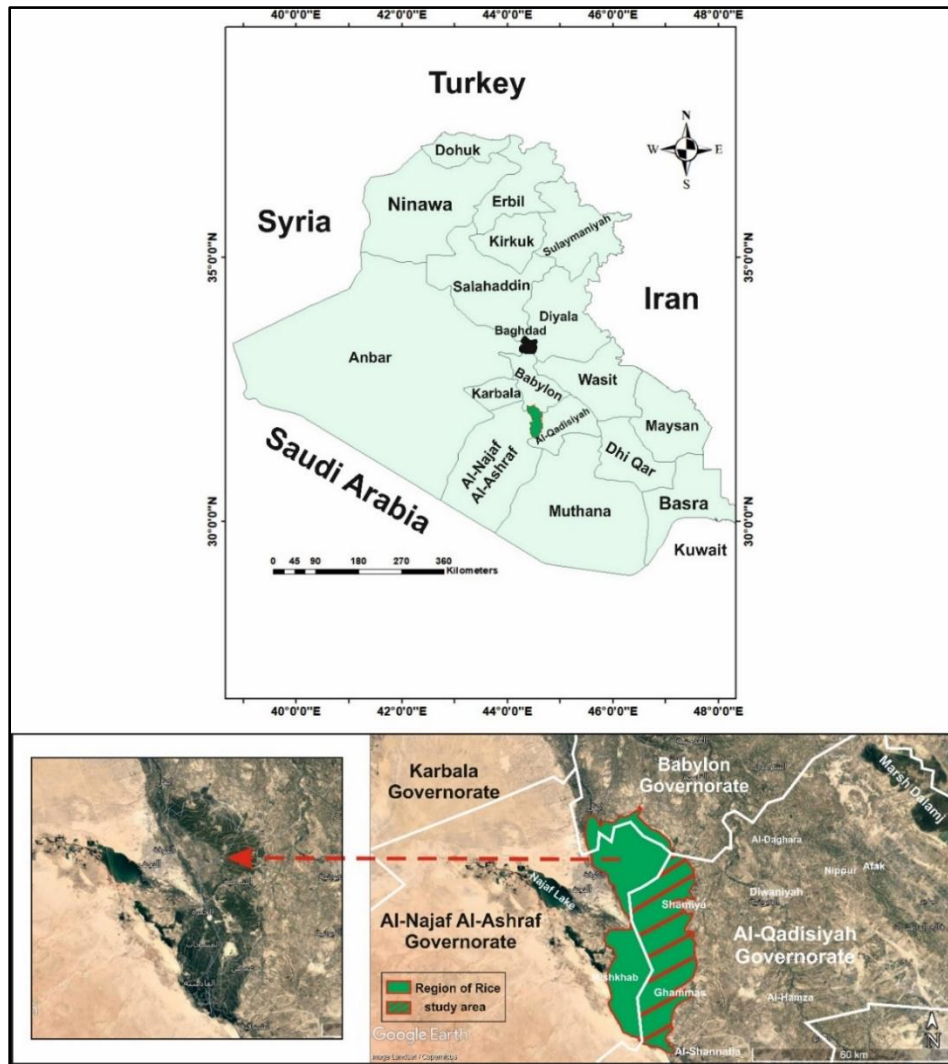 40°0'0"E 42°0'0"E 44°0'0"E 46°0'0"E 48°0'0"E
Turkey
N
W E
S
Dohuk
Ninawa
Erbil
Syria
Kirkuk
Sulaymaniyah
35°0'0"N 35°0'0"N
Salahaddin
Iran
Diyala
Baghdad
Anbar
Wasit
Babylon
Karbala
Maysan
Al-Qadisiyah
Dhi Qar
Al-Najaf
Al-Ashraf
Saudi Arabia
Basra
Muthana
30°0'0"N 30°0'0"N
Kuwait
0 45 90 180 270 360
Kilometers
40°0'0"E 42°0'0"E 44°0'0"E 46°0'0"E 48°0'0"E
Karbala
Governorate
Babylon
Governorate
Marsh Dalamj
Al-Daghara
Nippur Afak
Najaf Lake
Diwaniyah
Shamiya
Al-Najaf Al-Ashraf
Governorate
Al-Qadisiyah
Governorate
Region of Rice
study area
Ghammas
Al-Hamza
Google Earth
Image Landsat / Copernicus
Al-Shannafia
60 km
N